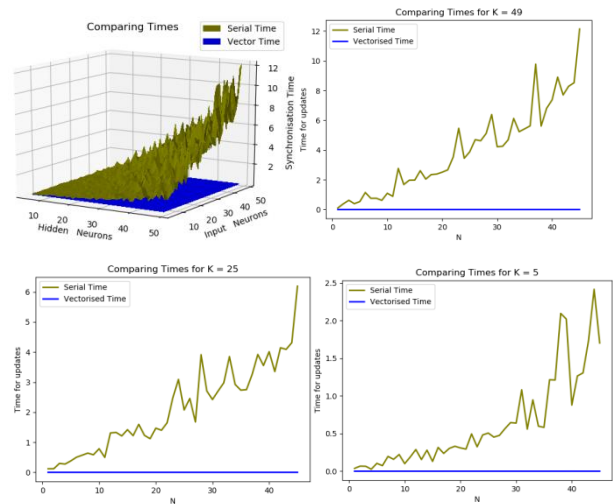 Comparing Times
Serial Time
Vector Time
12
10
8
6
4
2
Synchronisation Time
10
20
30
40
50
Hidden Neurons
10
20
30
40
50
Input Neurons
Comparing Times for K = 49
Serial Time
Vectorised Time
12
10
8
6
4
2
0
Time for updates
0
10
20
30
40
N
Comparing Times for K = 25
Serial Time
Vectorised Time
6
5
4
3
2
1
0
Time for updates
0
10
20
30
40
N
Comparing Times for K = 5
Serial Time
Vectorised Time
2.5
2.0
1.5
1.0
0.5
0.0
Time for updates
0
10
20
30
40
N